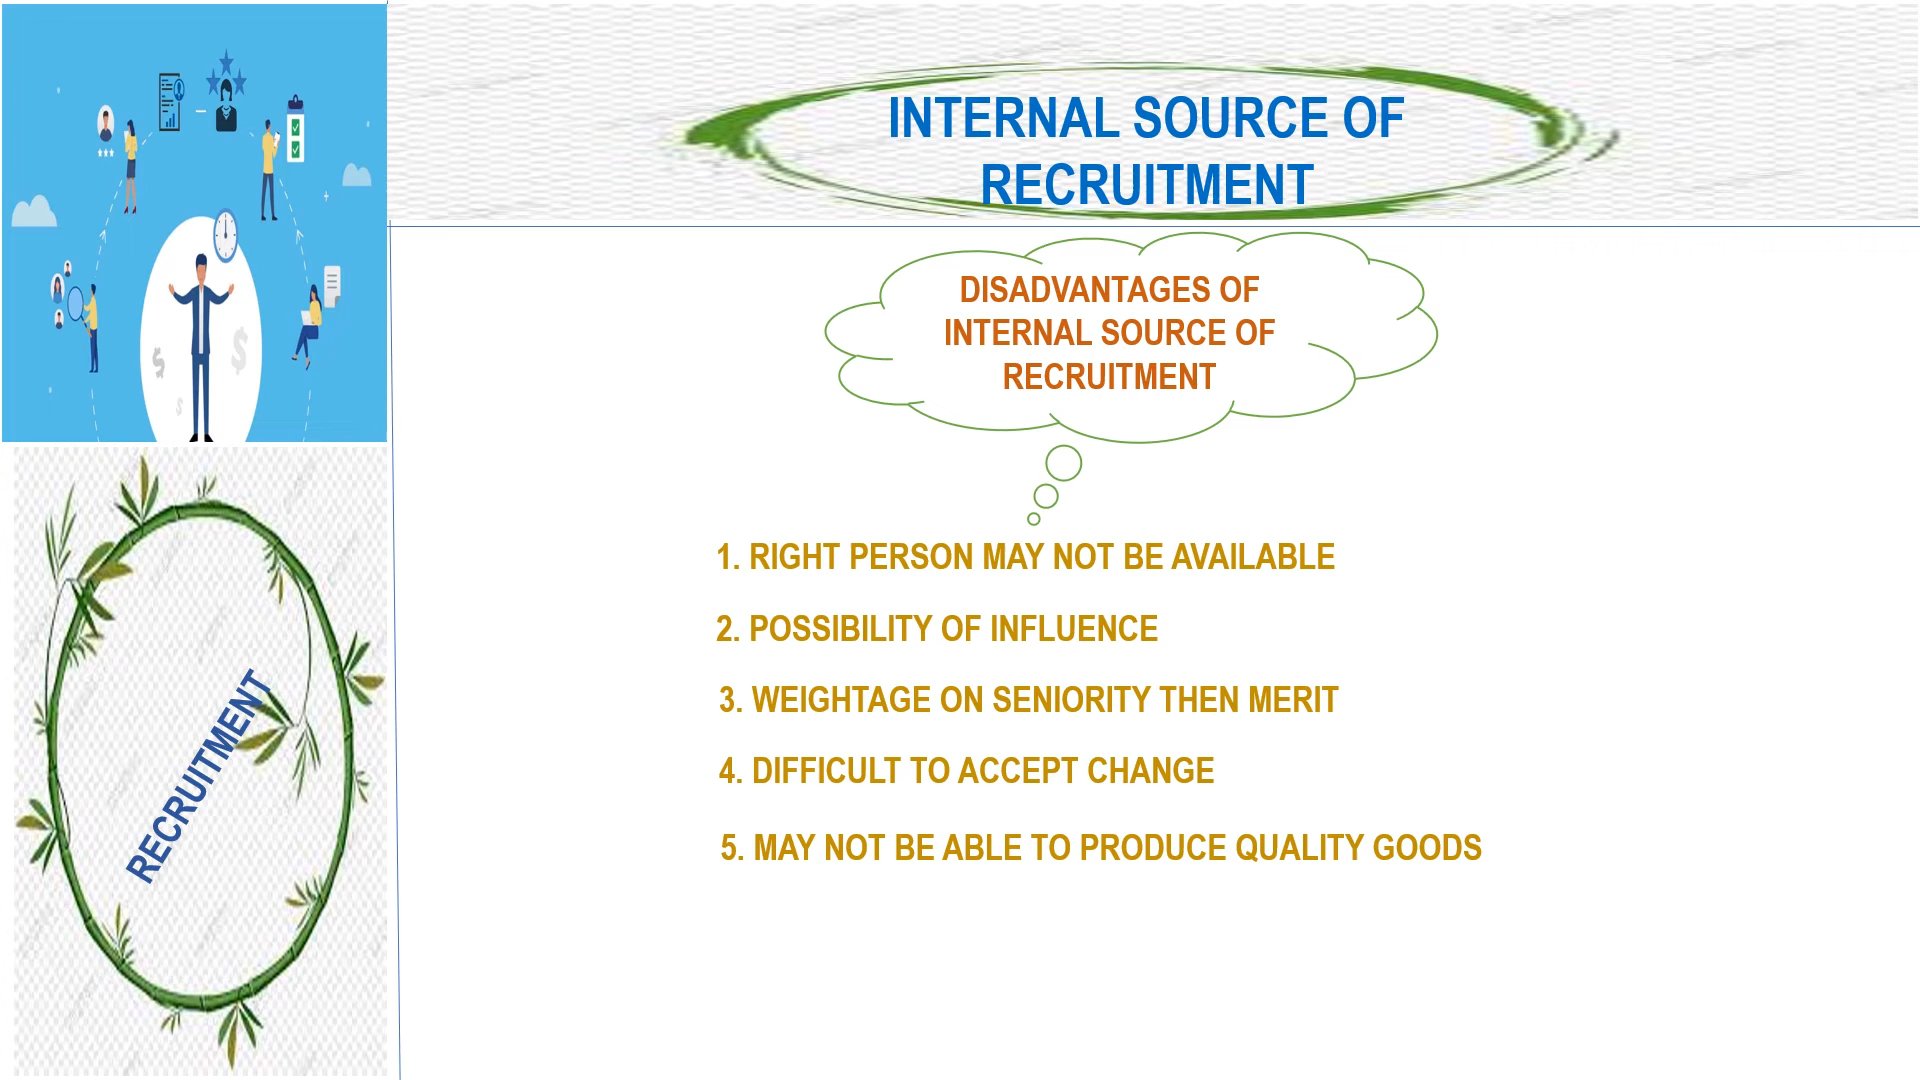 INTERNAL SOURCE OF
RECRUITMENT
DISADVANTAGES OF
INTERNAL SOURCE OF
RECRUITMENT
1. RIGHT PERSON MAY NOT BE AVAILABLE
2. POSSIBILITY OF INFLUENCE
3. WEIGHTAGE ON SENIORITY THEN MERIT
4. DIFFICULT TO ACCEPT CHANGE
5. MAY NOT BE ABLE TO PRODUCE QUALITY GOODS
RECRUITMENT